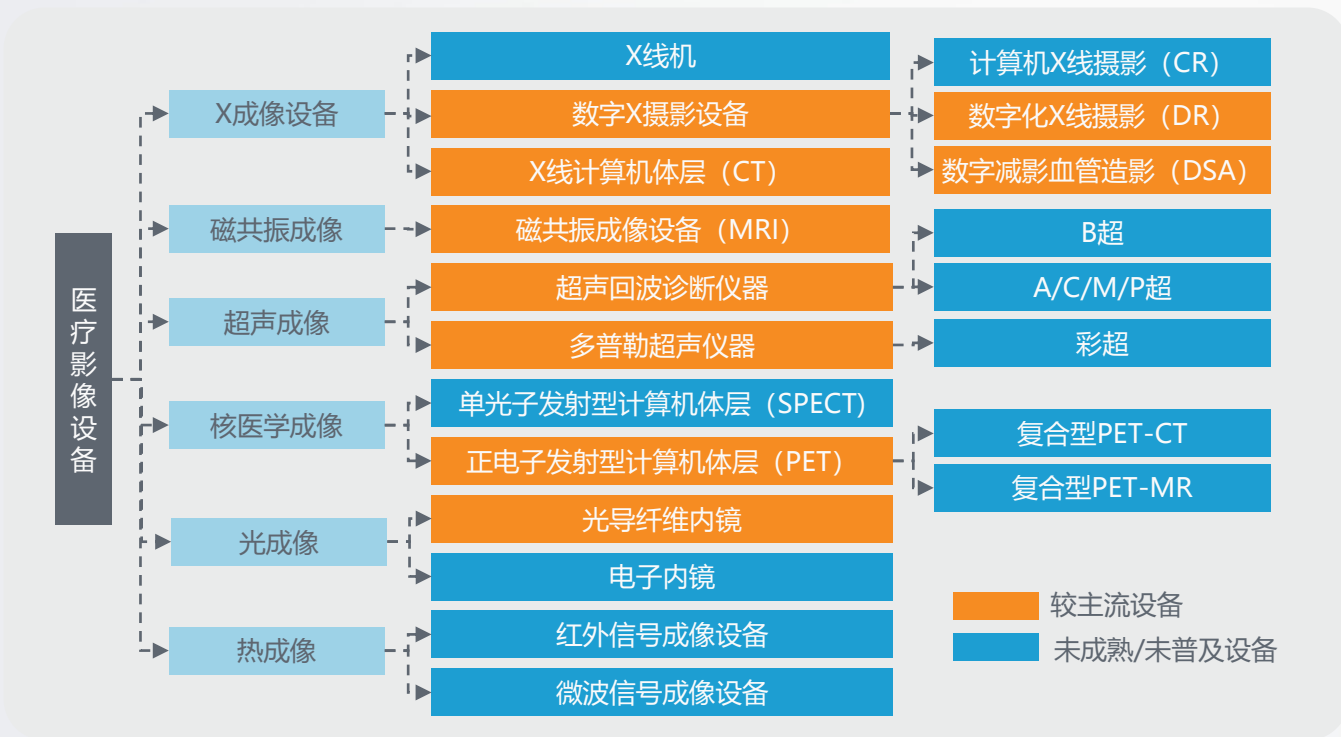 医疗影像设备
X成像设备
X线机
数字X摄影设备
计算机X线摄影（CR）
数字化X线摄影（DR）
数字减影血管造影（DSA）
X线计算机体层（CT）
磁共振成像
磁共振成像设备（MRI）
超声成像
超声回波诊断仪器
B超
A/C/M/P超
多普勒超声仪器
彩超
核医学成像
单光子发射型计算机体层（SPECT)
正电子发射型计算机体层（PET）
复合型PET-CT
复合型PET-MR
光成像
光导纤维内镜
电子内镜
热成像
红外信号成像设备
微波信号成像设备
较主流设备
未成熟/未普及设备